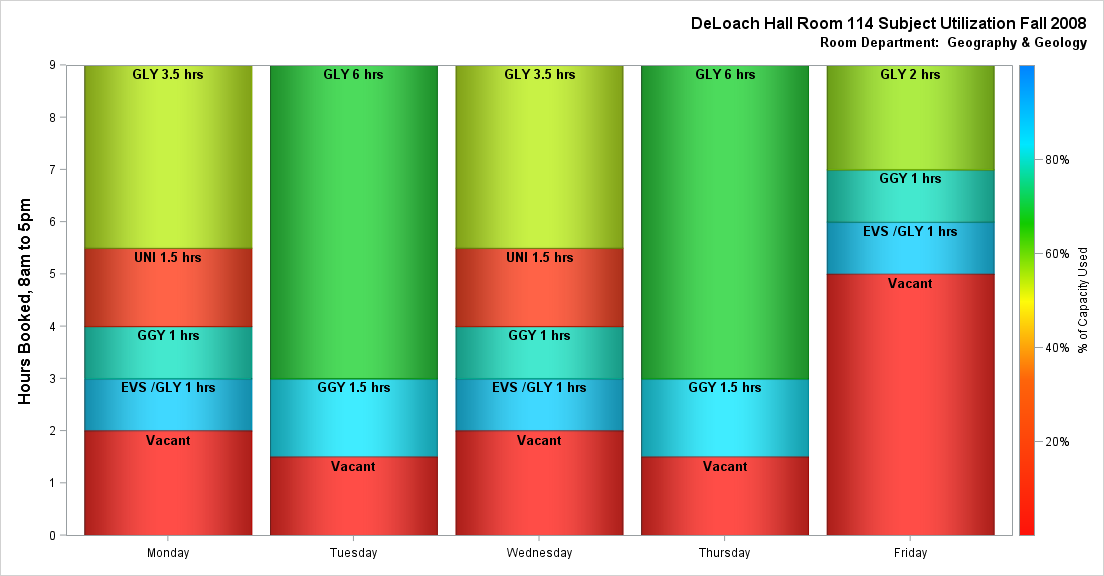 DeLoach Hall Room 114 Subject Utilization Fall 2008
Room Department:  Geography & Geology
Hours Booked, 8am to 5pm
9
8
7
6
5
4
3
2
1
0
GLY 3.5 hrs
UNI 1.5 hrs
GGY 1 hrs
EVS /GLY 1 hrs
Vacant
GLY 6 hrs
GGY 1.5 hrs
Vacant
GLY 3.5 hrs
UNI 1.5 hrs
GGY 1 hrs
EVS /GLY 1 hrs
Vacant
GLY 6 hrs
GGY 1.5 hrs
Vacant
GLY 2 hrs
GGY 1 hrs
EVS /GLY 1 hrs
Vacant
Monday
Tuesday
Wednesday
Thursday
Friday
80%
60%
40%
20%
% of Capacity Used